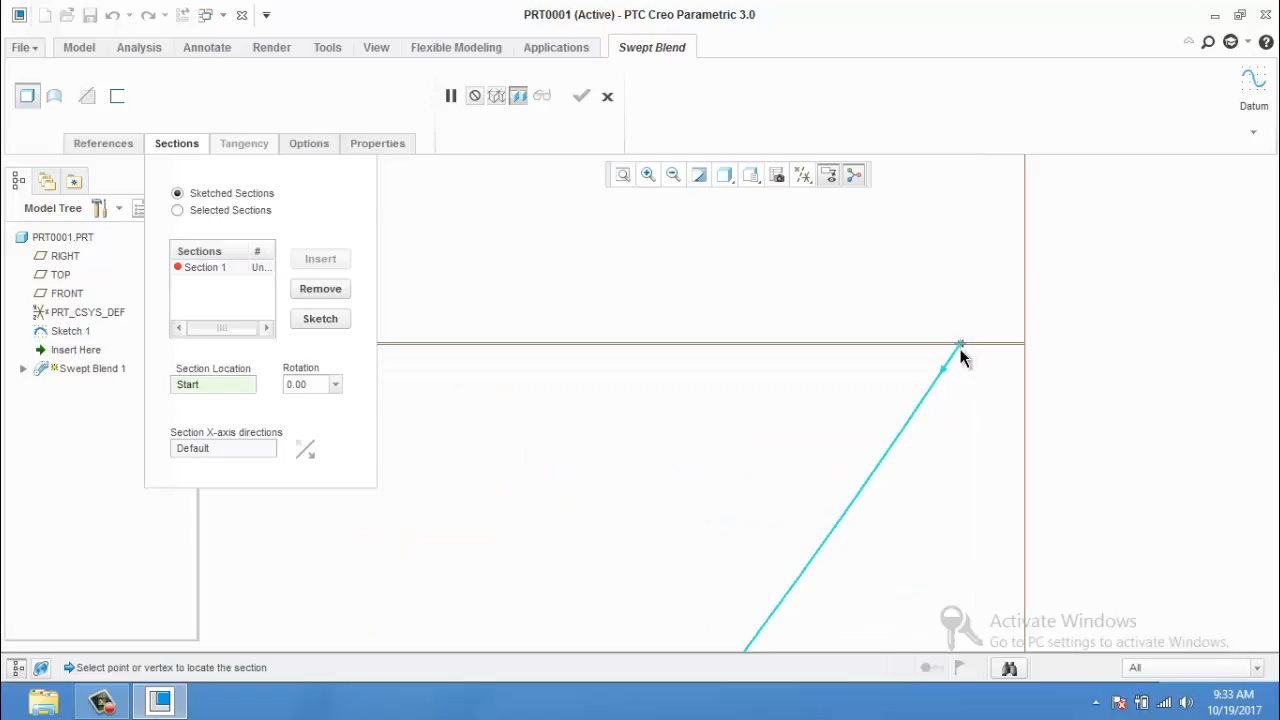 PRT0001 (Active) - PTC Creo Parametric 3.0
File Model Analysis Annotate Render Tools View Flexible Modeling Applications Swept Blend
Datum
References Sections Tangency Options Properties
Model Tree
PRT0001.PRT
RIGHT
TOP
FRONT
PRT_CSYS_DEF
Sketch 1
Insert Here
Swept Blend 1
Sketched Sections
Selected Sections
Sections #
Section 1 Un...
Insert
Remove
Sketch
Section Location
Start
Rotation
0.00
Section X-axis directions
Default
Activate Windows
Go to PC settings to activate Windows.
Select point or vertex to locate the section
All
9:33 AM
10/19/2017